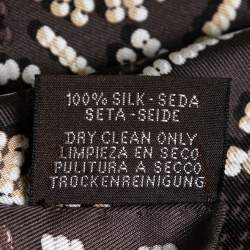 100% SILK - SEDA
SETA - SEIDE
DRY CLEAN ONLY
LIMPIEZA EN SECO
PULITURA A SECCO
TROCKENREINIGUNG